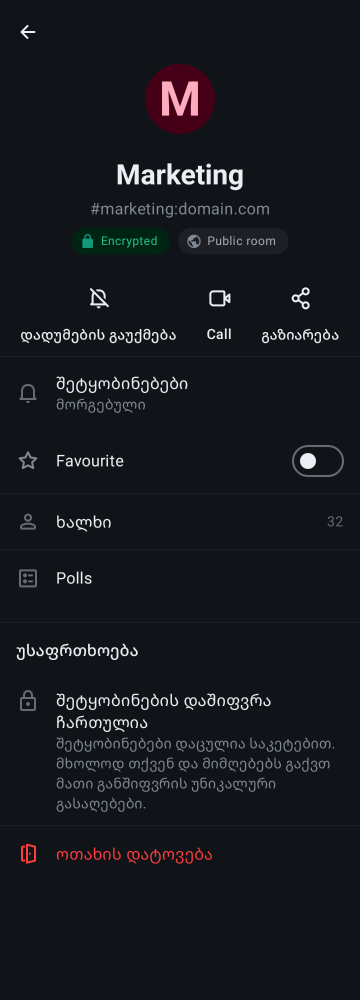 M
Marketing
#marketing:domain.com
Encrypted
Public room
დადუმების გაუქმება
Call
გაზიარება
შეტყობინებები
მორგებული
Favourite
ხალხი
32
Polls
უსაფრთხოება
შეტყობინების დაშიფვრა
ჩართულია
შეტყობინებები დაცულია საკეტებით.
მხოლოდ თქვენ და მიმღებებს გაქვთ
მათი განშიფვრის უნიკალური
გასაღებები.
ოთახის დატოვება